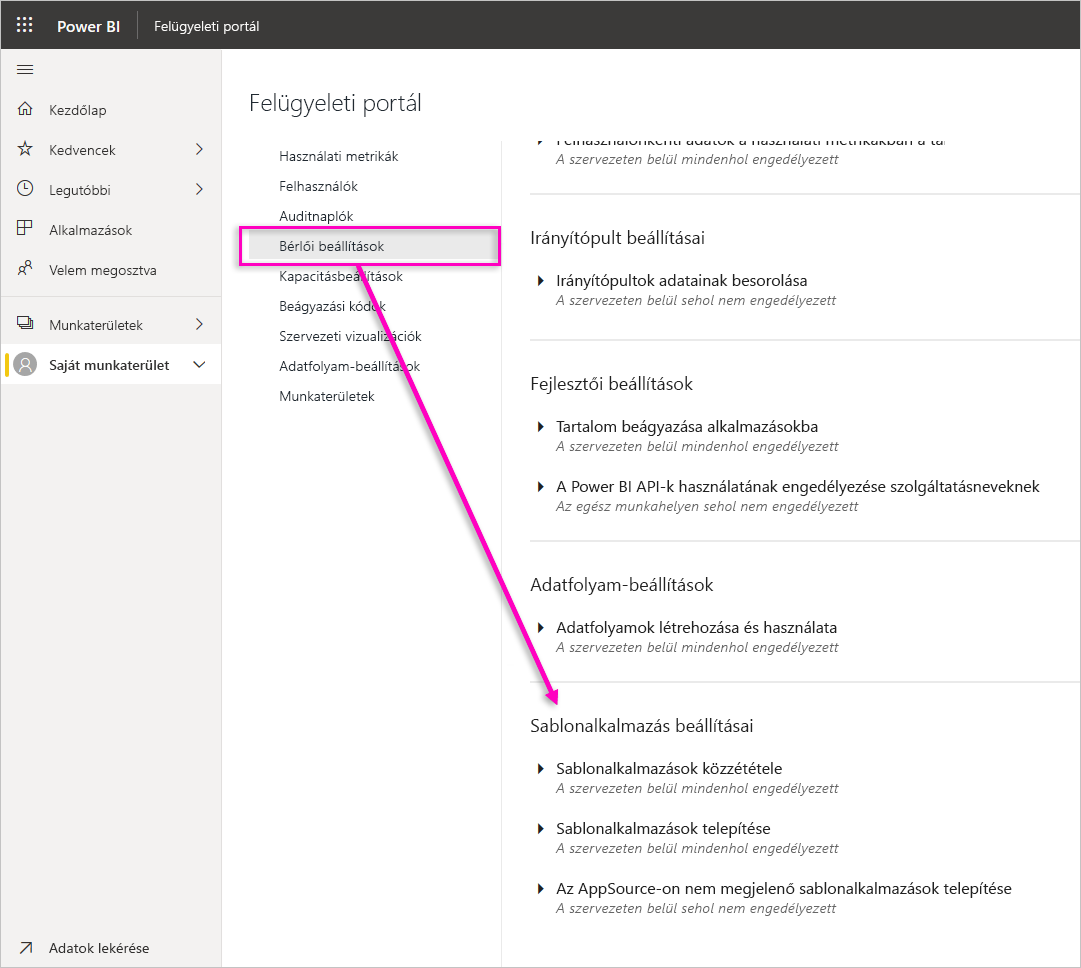 Power BI
Felügyeleti portál
Kezdőlap
Kedvencek
Legutóbbi
Alkalmazások
Velem megosztva
Munkaterületek
Saját munkaterület
Adatok lekérése
Felügyeleti portál
Használati metrikák
Felhasználók
Auditnaplók
Bérlői beállítások
Kapacitásbeállítások
Beágyazási kódok
Szervezeti vizualizációk
Adatfolyam-beállítások
Munkaterületek
Felhasználónkénti adatok a használati metrikákban a
A szervezeten belül mindenhol engedélyezett
Irányítópult beállításai
Irányítópultok adatainak besorolása
A szervezeten belül sehol nem engedélyezett
Fejlesztői beállítások
Tartalom beágyazása alkalmazásokba
A szervezeten belül mindenhol engedélyezett
A Power BI API-k használatának engedélyezése szolgáltatásneveknek
Az egész munkahelyen sehol nem engedélyezett
Adatfolyam-beállítások
Adatfolyamok létrehozása és használata
A szervezeten belül mindenhol engedélyezett
Sablonalkalmazás beállításai
Sablonalkalmazások közzététele
A szervezeten belül mindenhol engedélyezett
Sablonalkalmazások telepítése
A szervezeten belül mindenhol engedélyezett
Az AppSource-on nem megjelenő sablonalkalmazások telepítése
A szervezeten belül sehol nem engedélyezett